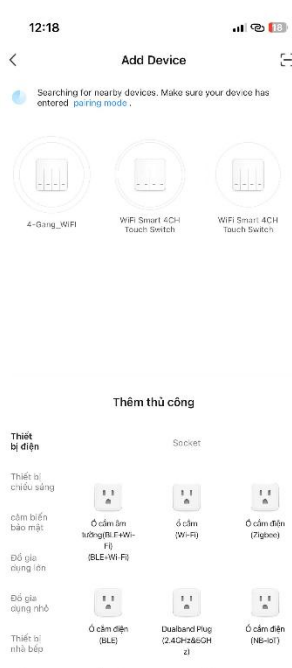 12:18
18
Add Device
Searching for nearby devices. Make sure your device has
entered pairing mode.
4-Gang_WiFI
WiFi Smart 4CH
Touch Switch
WiFi Smart 4CH
Touch Switch
Thêm thủ công
Thiết
bị điện
Socket
Thiết bị
chiếu sáng
cảm biến
bảo mật
Đồ gia
dụng lớn
Đồ gia
dụng nhỏ
Thiết bị
nhà bếp
Ổ cắm âm
tường(BLE+Wi-
Fi)
(BLE+Wi-Fi)
ổ cắm
(Wi-Fi)
Ổ cắm điện
(Zigbee)
Ổ cắm điện
(BLE)
Dualband Plug
(2.4GHz&5GH
z)
Ổ cắm điện
(NB-IoT)